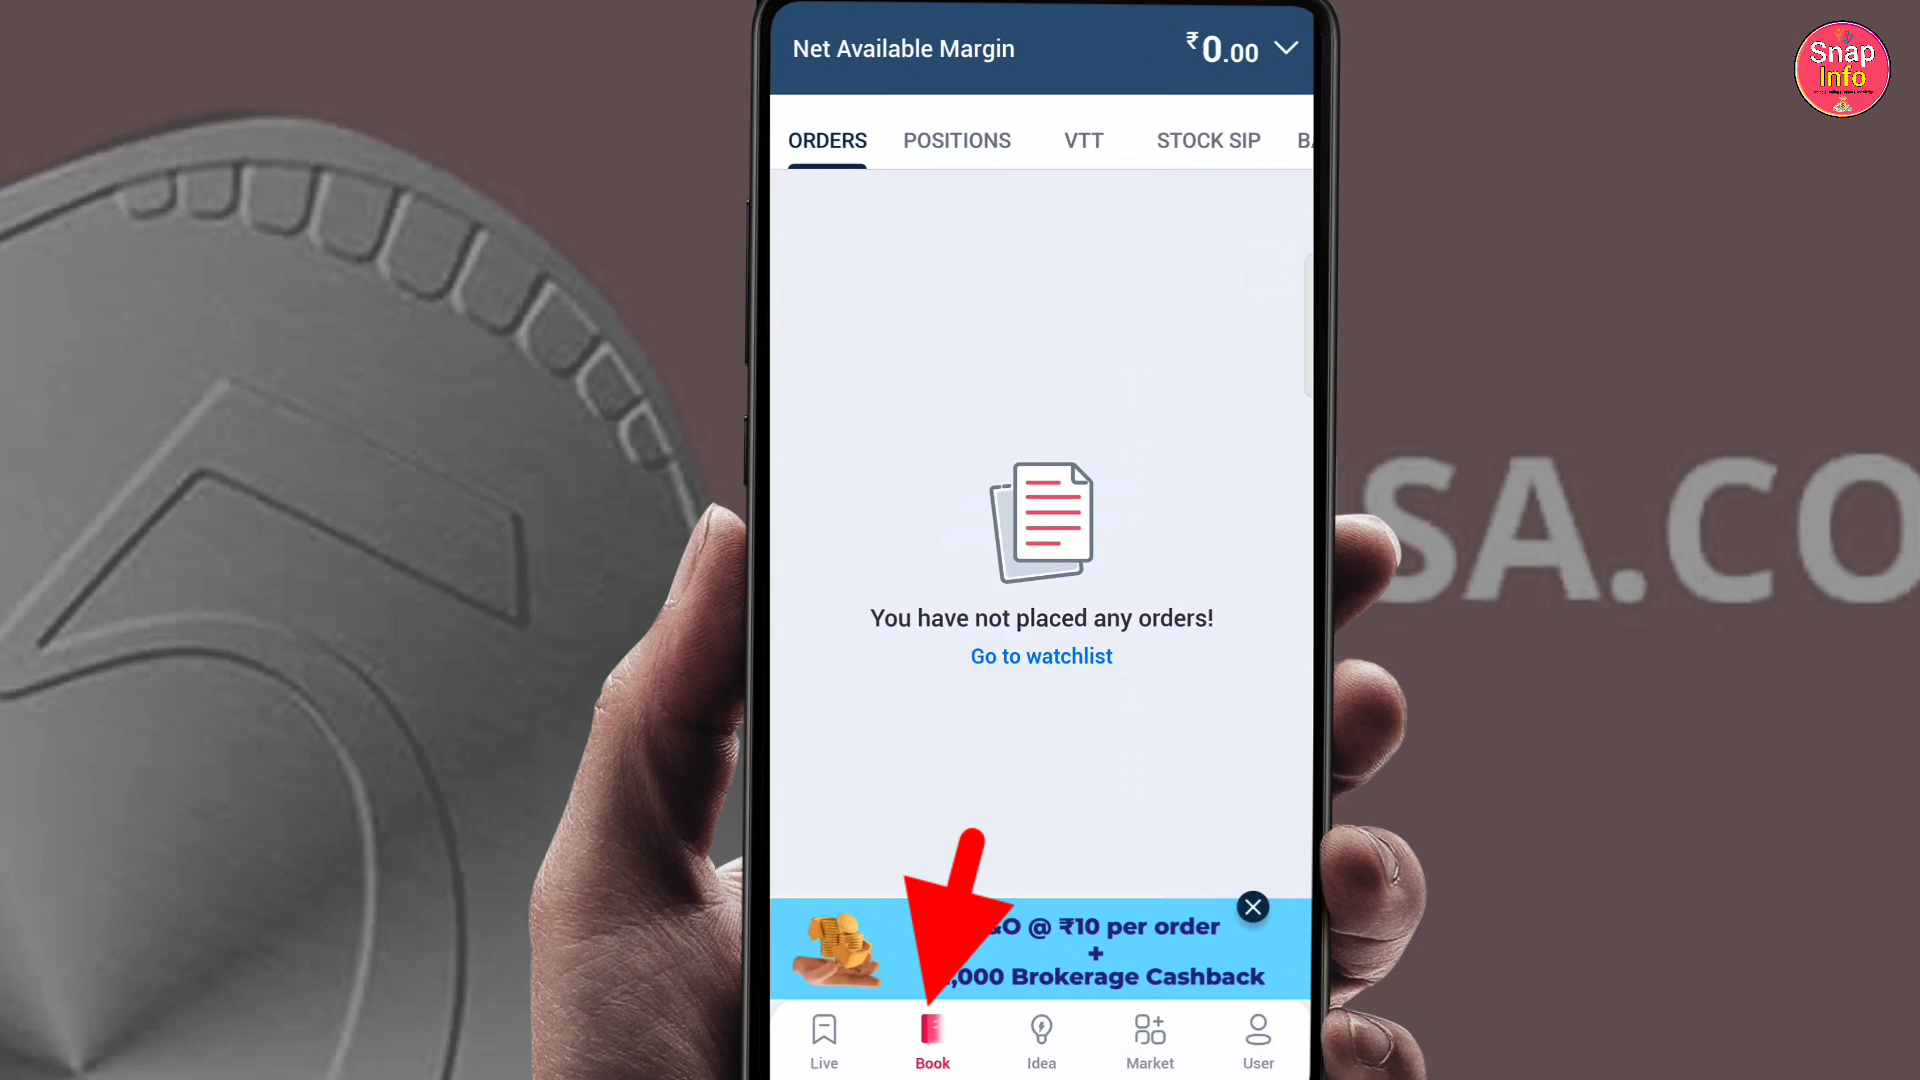 Net Available Margin ₹0.00
ORDERS POSITIONS VTT STOCK SIP
You have not placed any orders!
Go to watchlist
@ ₹10 per order
+
,000 Brokerage Cashback
Live Book Idea Market User
Snap
Info
SA.CO